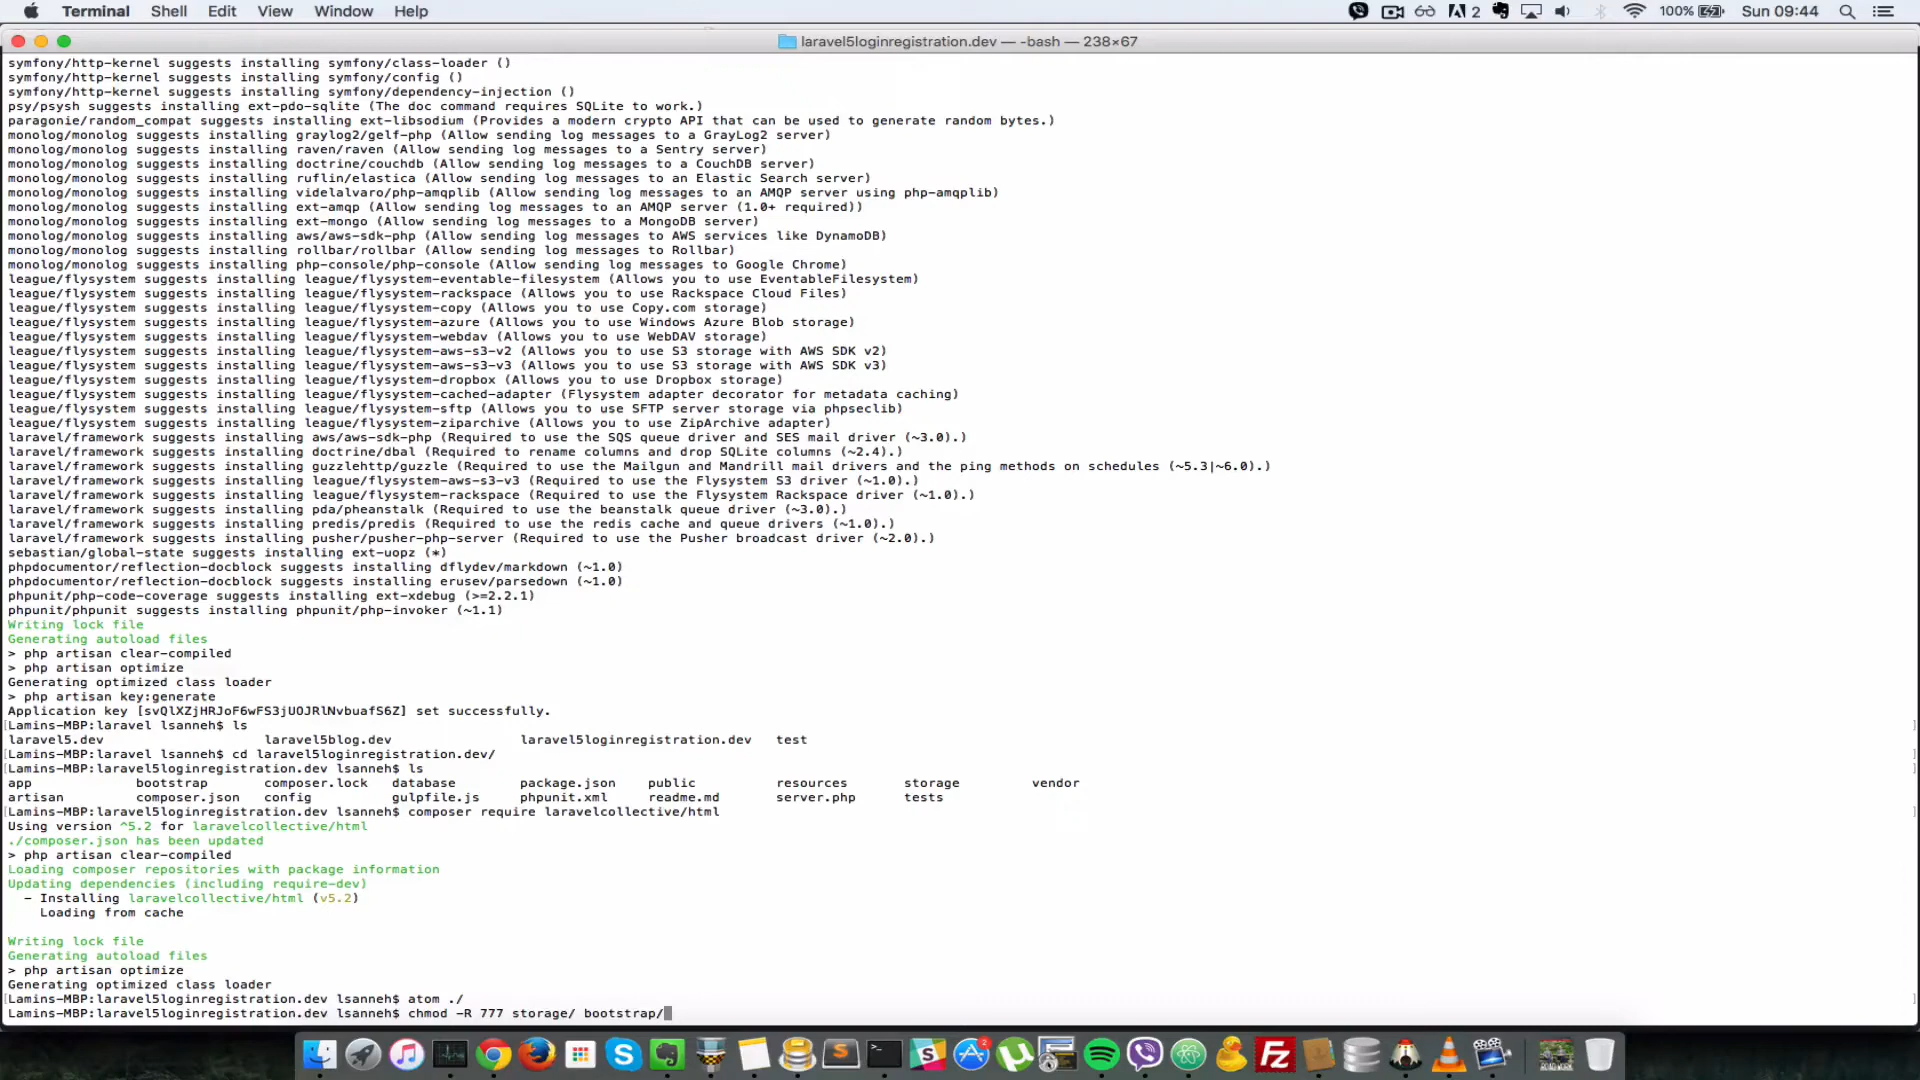 Terminal Shell Edit View Window Help 2 100% Sun 09:44
laravel5loginregistration.dev — -bash — 238×67
symfony/http-kernel suggests installing symfony/class-loader ()
symfony/http-kernel suggests installing symfony/config ()
symfony/http-kernel suggests installing symfony/dependency-injection ()
psy/psysh suggests installing ext-pdo-sqlite (The doc command requires SQLite to work.)
paragonie/random_compat suggests installing ext-libsodium (Provides a modern crypto API that can be used to generate random bytes.)
monolog/monolog suggests installing graylog2/gelf-php (Allow sending log messages to a GrayLog2 server)
monolog/monolog suggests installing raven/raven (Allow sending log messages to a Sentry server)
monolog/monolog suggests installing doctrine/couchdb (Allow sending log messages to a CouchDB server)
monolog/monolog suggests installing ruflin/elastica (Allow sending log messages to an Elastic Search server)
monolog/monolog suggests installing videlalvaro/php-amqplib (Allow sending log messages to an AMQP server using php-amqplib)
monolog/monolog suggests installing ext-amqp (Allow sending log messages to an AMQP server (1.0+ required))
monolog/monolog suggests installing ext-mongo (Allow sending log messages to a MongoDB server)
monolog/monolog suggests installing aws/aws-sdk-php (Allow sending log messages to AWS services like DynamoDB)
monolog/monolog suggests installing rollbar/rollbar (Allow sending log messages to Rollbar)
monolog/monolog suggests installing php-console/php-console (Allow sending log messages to Google Chrome)
league/flysystem suggests installing league/flysystem-eventable-filesystem (Allows you to use EventableFilesystem)
league/flysystem suggests installing league/flysystem-rackspace (Allows you to use Rackspace Cloud Files)
league/flysystem suggests installing league/flysystem-copy (Allows you to use Copy.com storage)
league/flysystem suggests installing league/flysystem-azure (Allows you to use Windows Azure Blob storage)
league/flysystem suggests installing league/flysystem-webdav (Allows you to use WebDAV storage)
league/flysystem suggests installing league/flysystem-aws-s3-v2 (Allows you to use S3 storage with AWS SDK v2)
league/flysystem suggests installing league/flysystem-aws-s3-v3 (Allows you to use S3 storage with AWS SDK v3)
league/flysystem suggests installing league/flysystem-dropbox (Allows you to use Dropbox storage)
league/flysystem suggests installing league/flysystem-cached-adapter (Flysystem adapter decorator for metadata caching)
league/flysystem suggests installing league/flysystem-sftp (Allows you to use SFTP server storage via phpseclib)
league/flysystem suggests installing league/flysystem-ziparchive (Allows you to use ZipArchive adapter)
laravel/framework suggests installing aws/aws-sdk-php (Required to use the SQS queue driver and SES mail driver (~3.0).)
laravel/framework suggests installing doctrine/dbal (Required to rename columns and drop SQLite columns (~2.4).)
laravel/framework suggests installing guzzlehttp/guzzle (Required to use the Mailgun and Mandrill mail drivers and the ping methods on schedules (~5.3|~6.0).)
laravel/framework suggests installing league/flysystem-aws-s3-v3 (Required to use the Flysystem S3 driver (~1.0).)
laravel/framework suggests installing league/flysystem-rackspace (Required to use the Flysystem Rackspace driver (~1.0).)
laravel/framework suggests installing pda/pheanstalk (Required to use the beanstalk queue driver (~3.0).)
laravel/framework suggests installing predis/predis (Required to use the redis cache and queue drivers (~1.0).)
laravel/framework suggests installing pusher/pusher-php-server (Required to use the Pusher broadcast driver (~2.0).)
sebastian/global-state suggests installing ext-uopz (*)
phpdocumentor/reflection-docblock suggests installing dflydev/markdown (~1.0)
phpdocumentor/reflection-docblock suggests installing erusev/parsedown (~1.0)
phpunit/php-code-coverage suggests installing ext-xdebug (>=2.2.1)
phpunit/phpunit suggests installing phpunit/php-invoker (~1.1)
Writing lock file
Generating autoload files
> php artisan clear-compiled
> php artisan optimize
Generating optimized class loader
> php artisan key:generate
Application key [svQlXZjHRJoF6wFS3jUOJRlNvbuafS6Z] set successfully.
[Lamins-MBP:laravel lsanneh$ ls ]
laravel5.dev laravel5blog.dev laravel5loginregistration.dev test
[Lamins-MBP:laravel lsanneh$ cd laravel5loginregistration.dev/ ]
[Lamins-MBP:laravel5loginregistration.dev lsanneh$ ls ]
app bootstrap composer.lock database package.json public resources storage vendor
artisan composer.json config gulpfile.js phpunit.xml readme.md server.php tests
[Lamins-MBP:laravel5loginregistration.dev lsanneh$ composer require laravelcollective/html ]
Using version ^5.2 for laravelcollective/html
./composer.json has been updated
> php artisan clear-compiled
Loading composer repositories with package information
Updating dependencies (including require-dev)
- Installing laravelcollective/html (v5.2)
Loading from cache
Writing lock file
Generating autoload files
> php artisan optimize
Generating optimized class loader
[Lamins-MBP:laravel5loginregistration.dev lsanneh$ atom ./ ]
Lamins-MBP:laravel5loginregistration.dev lsanneh$ chmod -R 777 storage/ bootstrap/